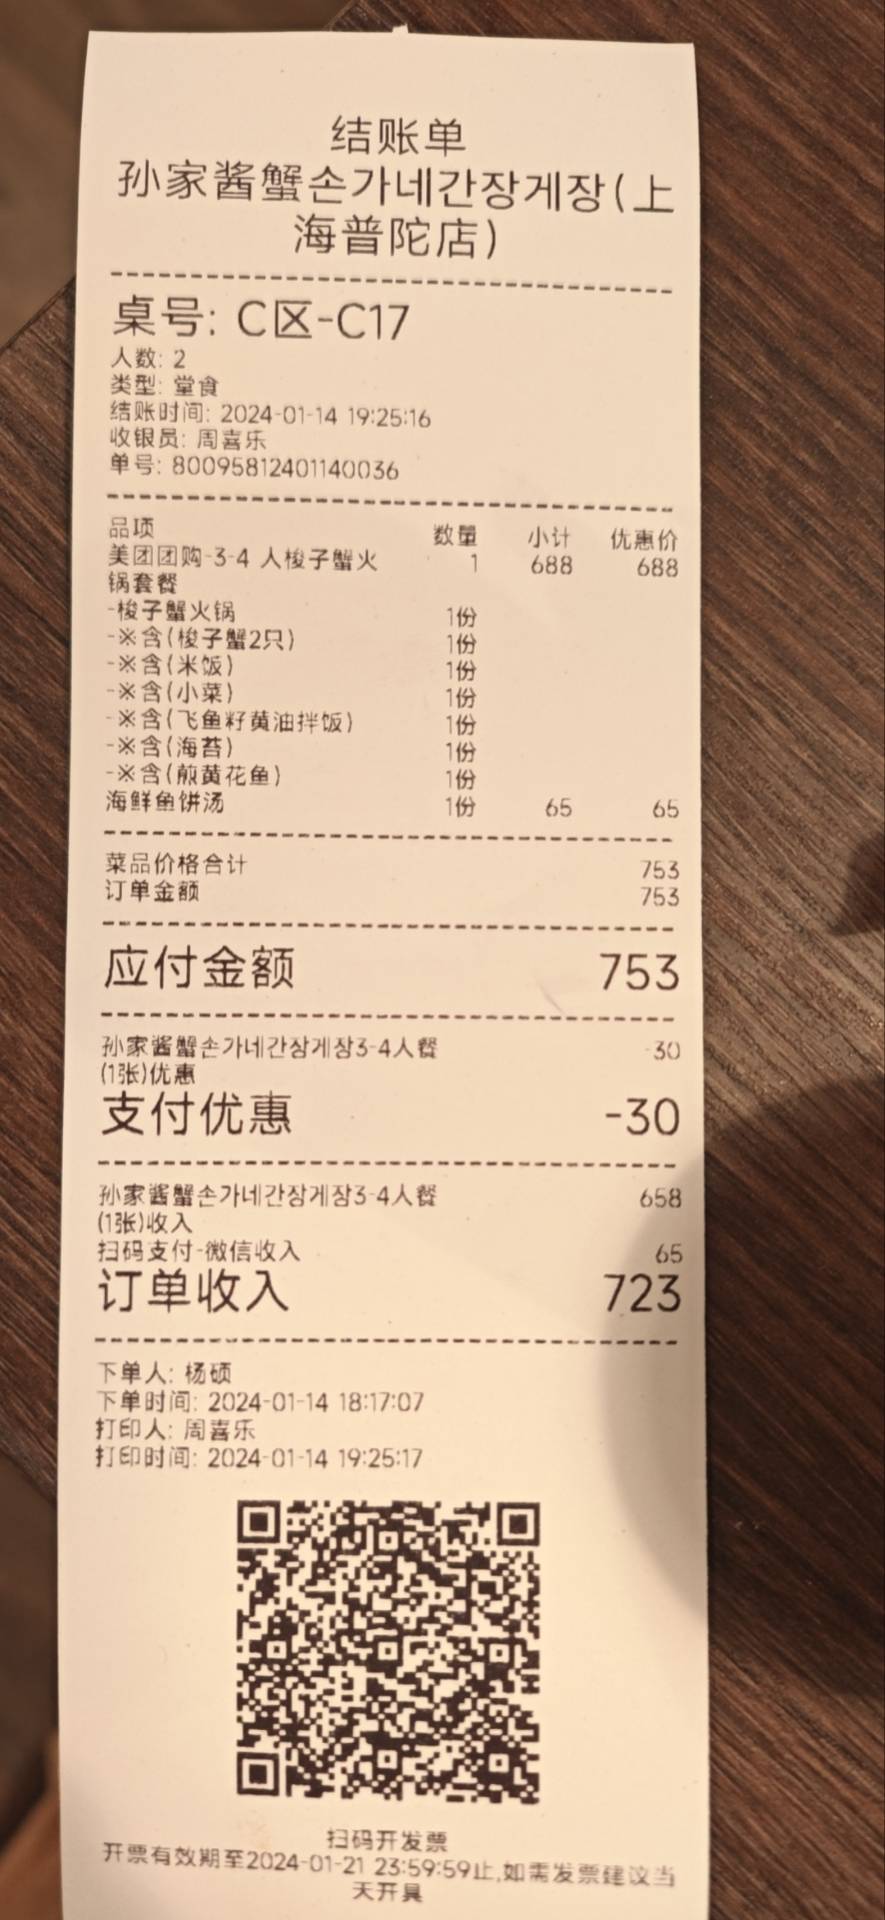 结账单
孙家酱蟹손가네간장게장(上
海普陀店)
桌号: C区-C17
人数: 2
类型: 堂食
结账时间: 2024-01-14 19:25:16
收银员: 周喜乐
单号: 80095812401140036
品项 数量 小计 优惠价
美团团购-3-4 人梭子蟹火 1 688 688
锅套餐
-梭子蟹火锅 1份
-※含(梭子蟹2只) 1份
-※含(米饭) 1份
-※含(小菜) 1份
-※含(飞鱼籽黄油拌饭) 1份
-※含(海苔) 1份
-※含(煎黄花鱼) 1份
海鲜鱼饼汤 1份 65 65
菜品价格合计 753
订单金额 753
应付金额 753
孙家酱蟹손가네간장게장3-4人餐 -30
(1张)优惠
支付优惠 -30
孙家酱蟹손가네간장게장3-4人餐 658
(1张)收入
扫码支付-微信收入 65
订单收入 723
下单人: 杨硕
下单时间: 2024-01-14 18:17:07
打印人: 周喜乐
打印时间: 2024-01-14 19:25:17
扫码开发票
开票有效期至2024-01-21 23:59:59止,如需发票建议当
天开具